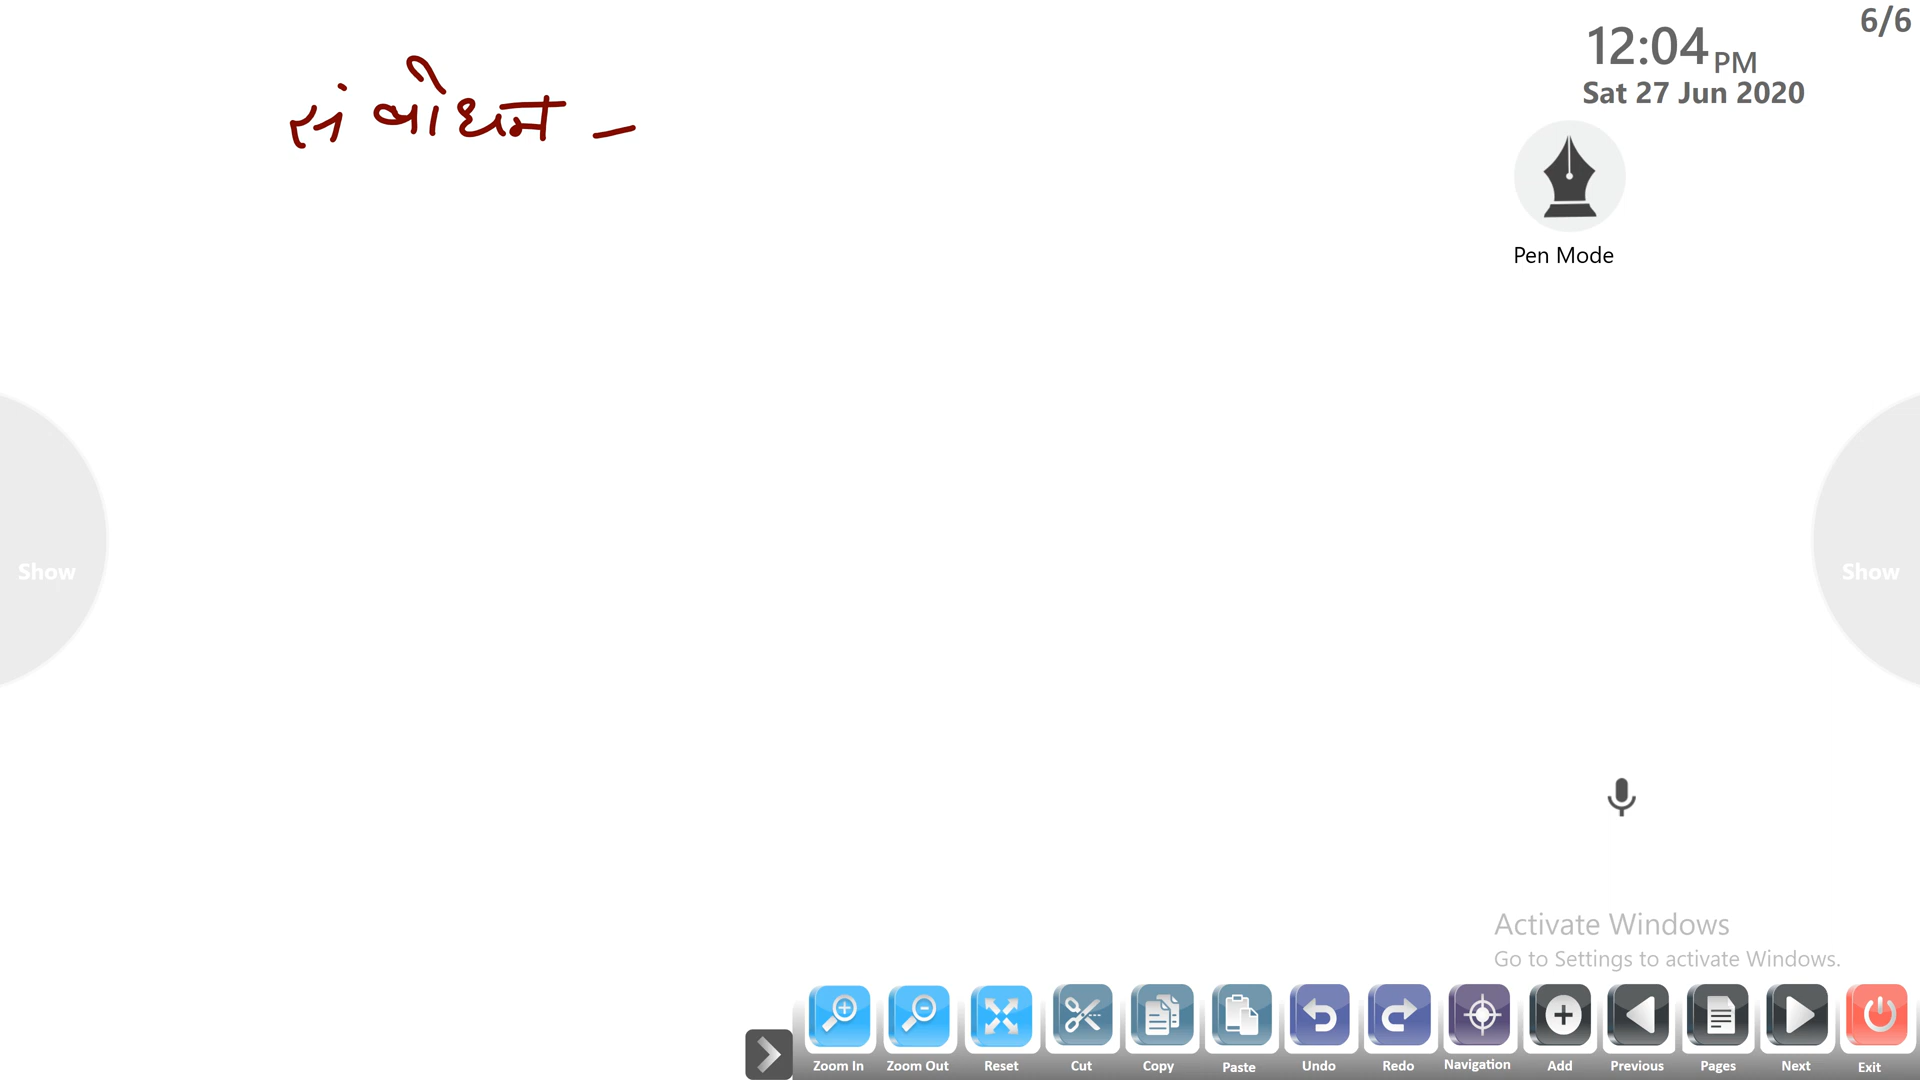 6/6
12:04 PM
Sat 27 Jun 2020
संबोधन –
Pen Mode
Show
Show
Activate Windows
Go to Settings to activate Windows.
Zoom In Zoom Out Reset Cut Copy Paste Undo Redo Navigation Add Previous Pages Next Exit